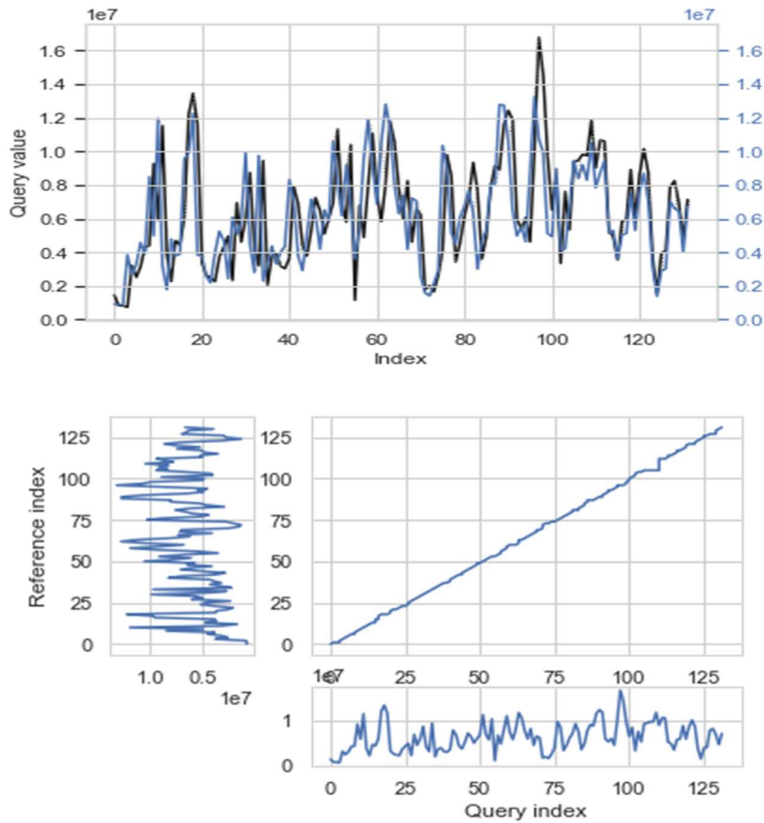 1e7 1e7
1.6 1.6
1.4 1.4
1.2 1.2
1.0 1.0
0.8 0.8
0.6 0.6
0.4 0.4
0.2 0.2
0.0 0.0
Query value
0 20 40 60 80 100 120
Index
Reference index
125 125
100 100
75 75
50 50
25 25
0 0
1.0 0.5
1e7
1e7
0 25 50 75 100 125
1
0
0 25 50 75 100 125
Query index